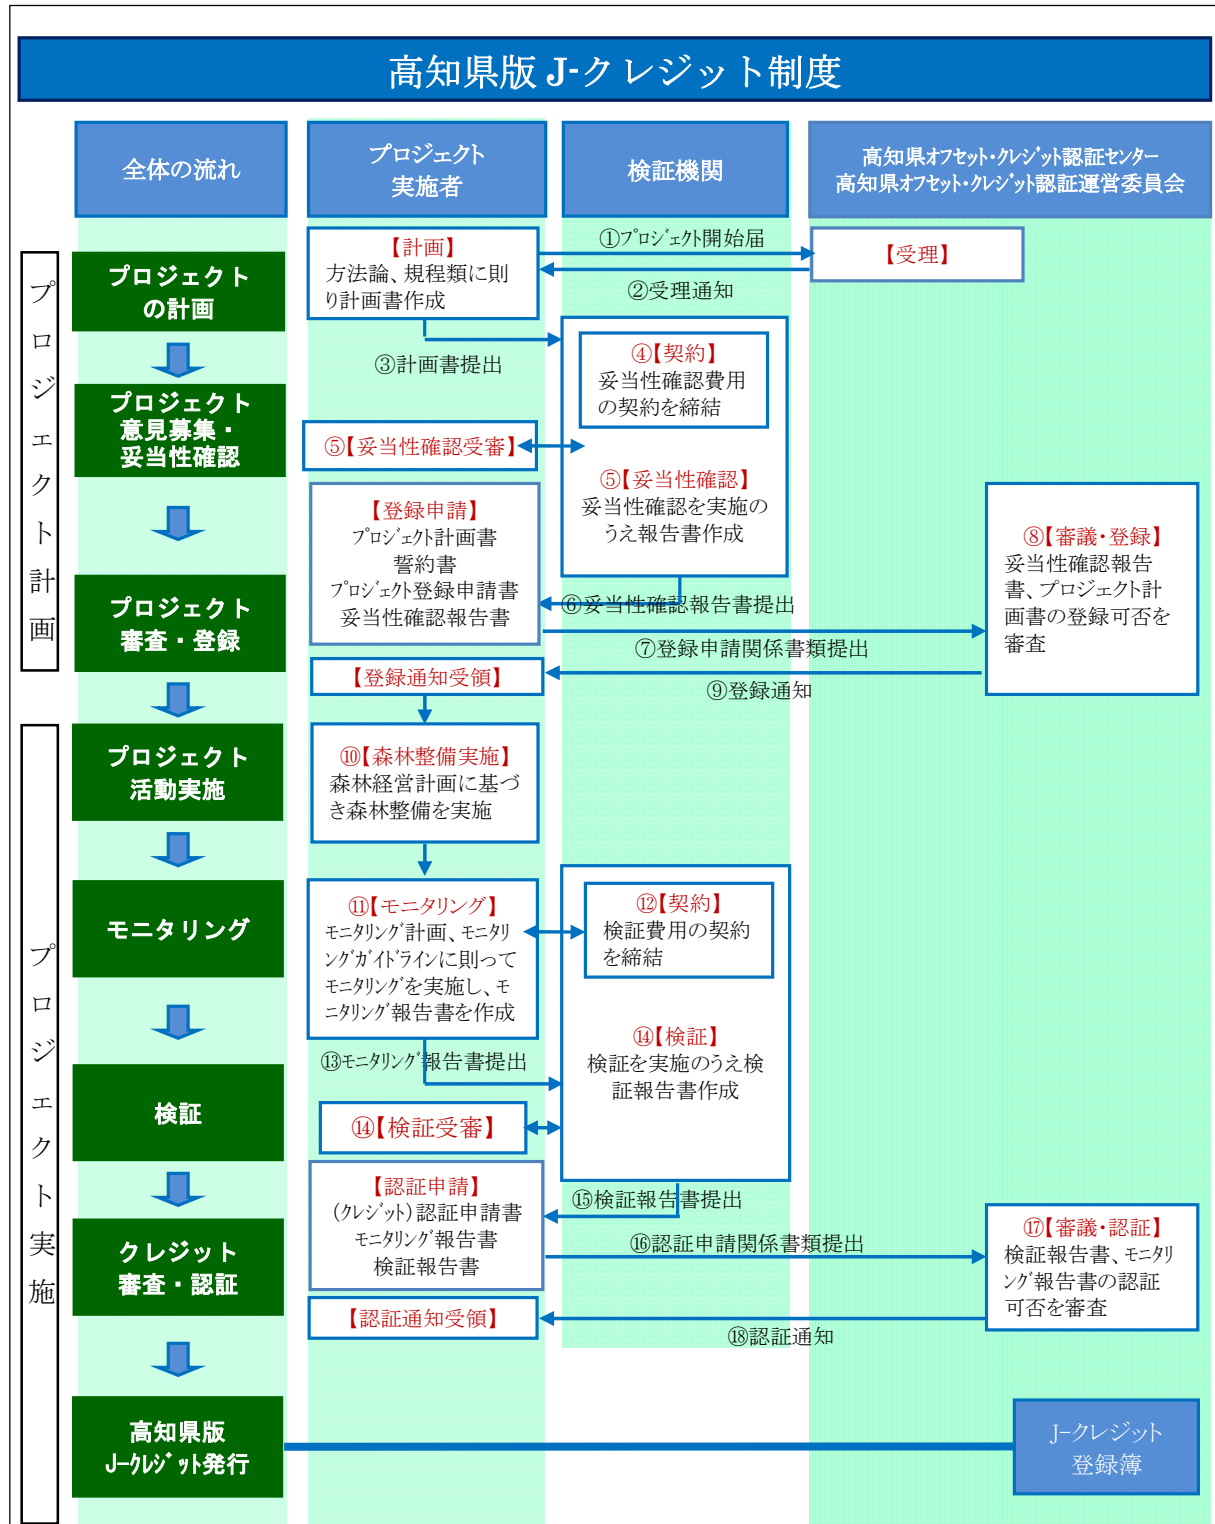 高知県版 J-クレジット制度
全体の流れ
プロジェクト
実施者
検証機関
高知県オフセット・クレジット認証センター
高知県オフセット・クレジット認証運営委員会
プロジェクト計画
プロジェクト
の計画
【計画】
方法論、規程類に則
り計画書作成
①プロジェクト開始届
②受理通知
【受理】
③計画書提出
④【契約】
妥当性確認費用
の契約を締結
プロジェクト
意見募集・
妥当性確認
⑤【妥当性確認受審】
⑤【妥当性確認】
妥当性確認を実施の
うえ報告書作成
【登録申請】
プロジェクト計画書
誓約書
プロジェクト登録申請書
妥当性確認報告書
⑥妥当性確認報告書提出
⑦登録申請関係書類提出
⑧【審議・登録】
妥当性確認報告
書、プロジェクト計
画書の登録可否を
審査
プロジェクト
審査・登録
【登録通知受領】
⑨登録通知
プロジェクト実施
プロジェクト
活動実施
⑩【森林整備実施】
森林経営計画に基づ
き森林整備を実施
モニタリング
⑪【モニタリング】
モニタリング計画、モニタリ
ングガイドラインに則って
モニタリングを実施し、モ
ニタリング報告書を作成
⑫【契約】
検証費用の契約
を締結
⑬モニタリング報告書提出
⑭【検証】
検証を実施のうえ検
証報告書作成
検証
⑭【検証受審】
【認証申請】
(クレジット)認証申請書
モニタリング報告書
検証報告書
⑮検証報告書提出
⑯認証申請関係書類提出
⑰【審議・認証】
検証報告書、モニタリ
ング報告書の認証
可否を審査
クレジット
審査・認証
【認証通知受領】
⑱認証通知
高知県版
J-クレジット発行
J-クレジット
登録簿